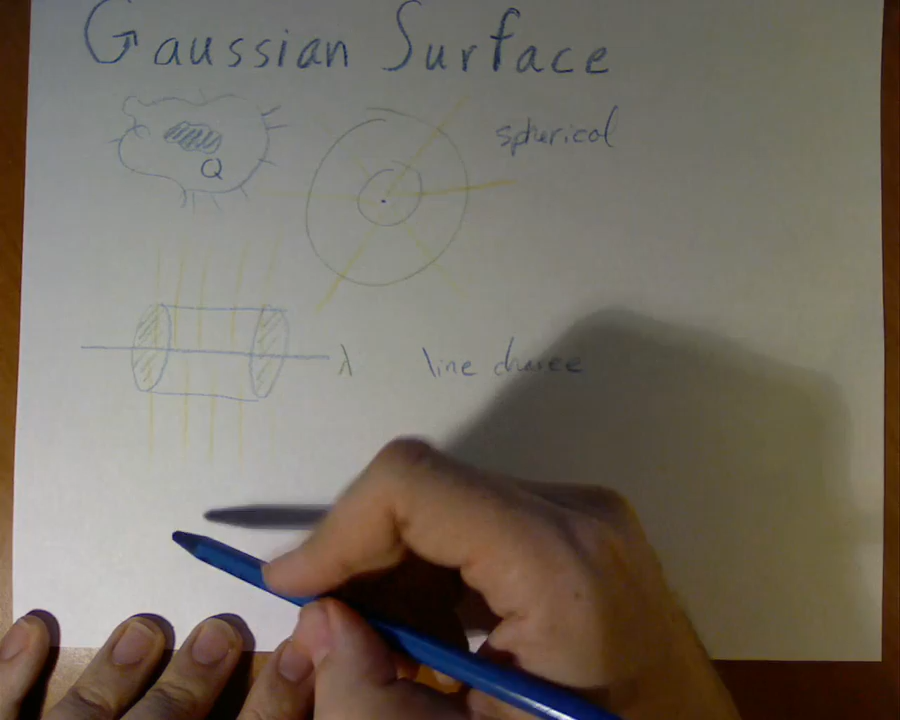 Gaussian Surface
spherical
Q
λ line charge